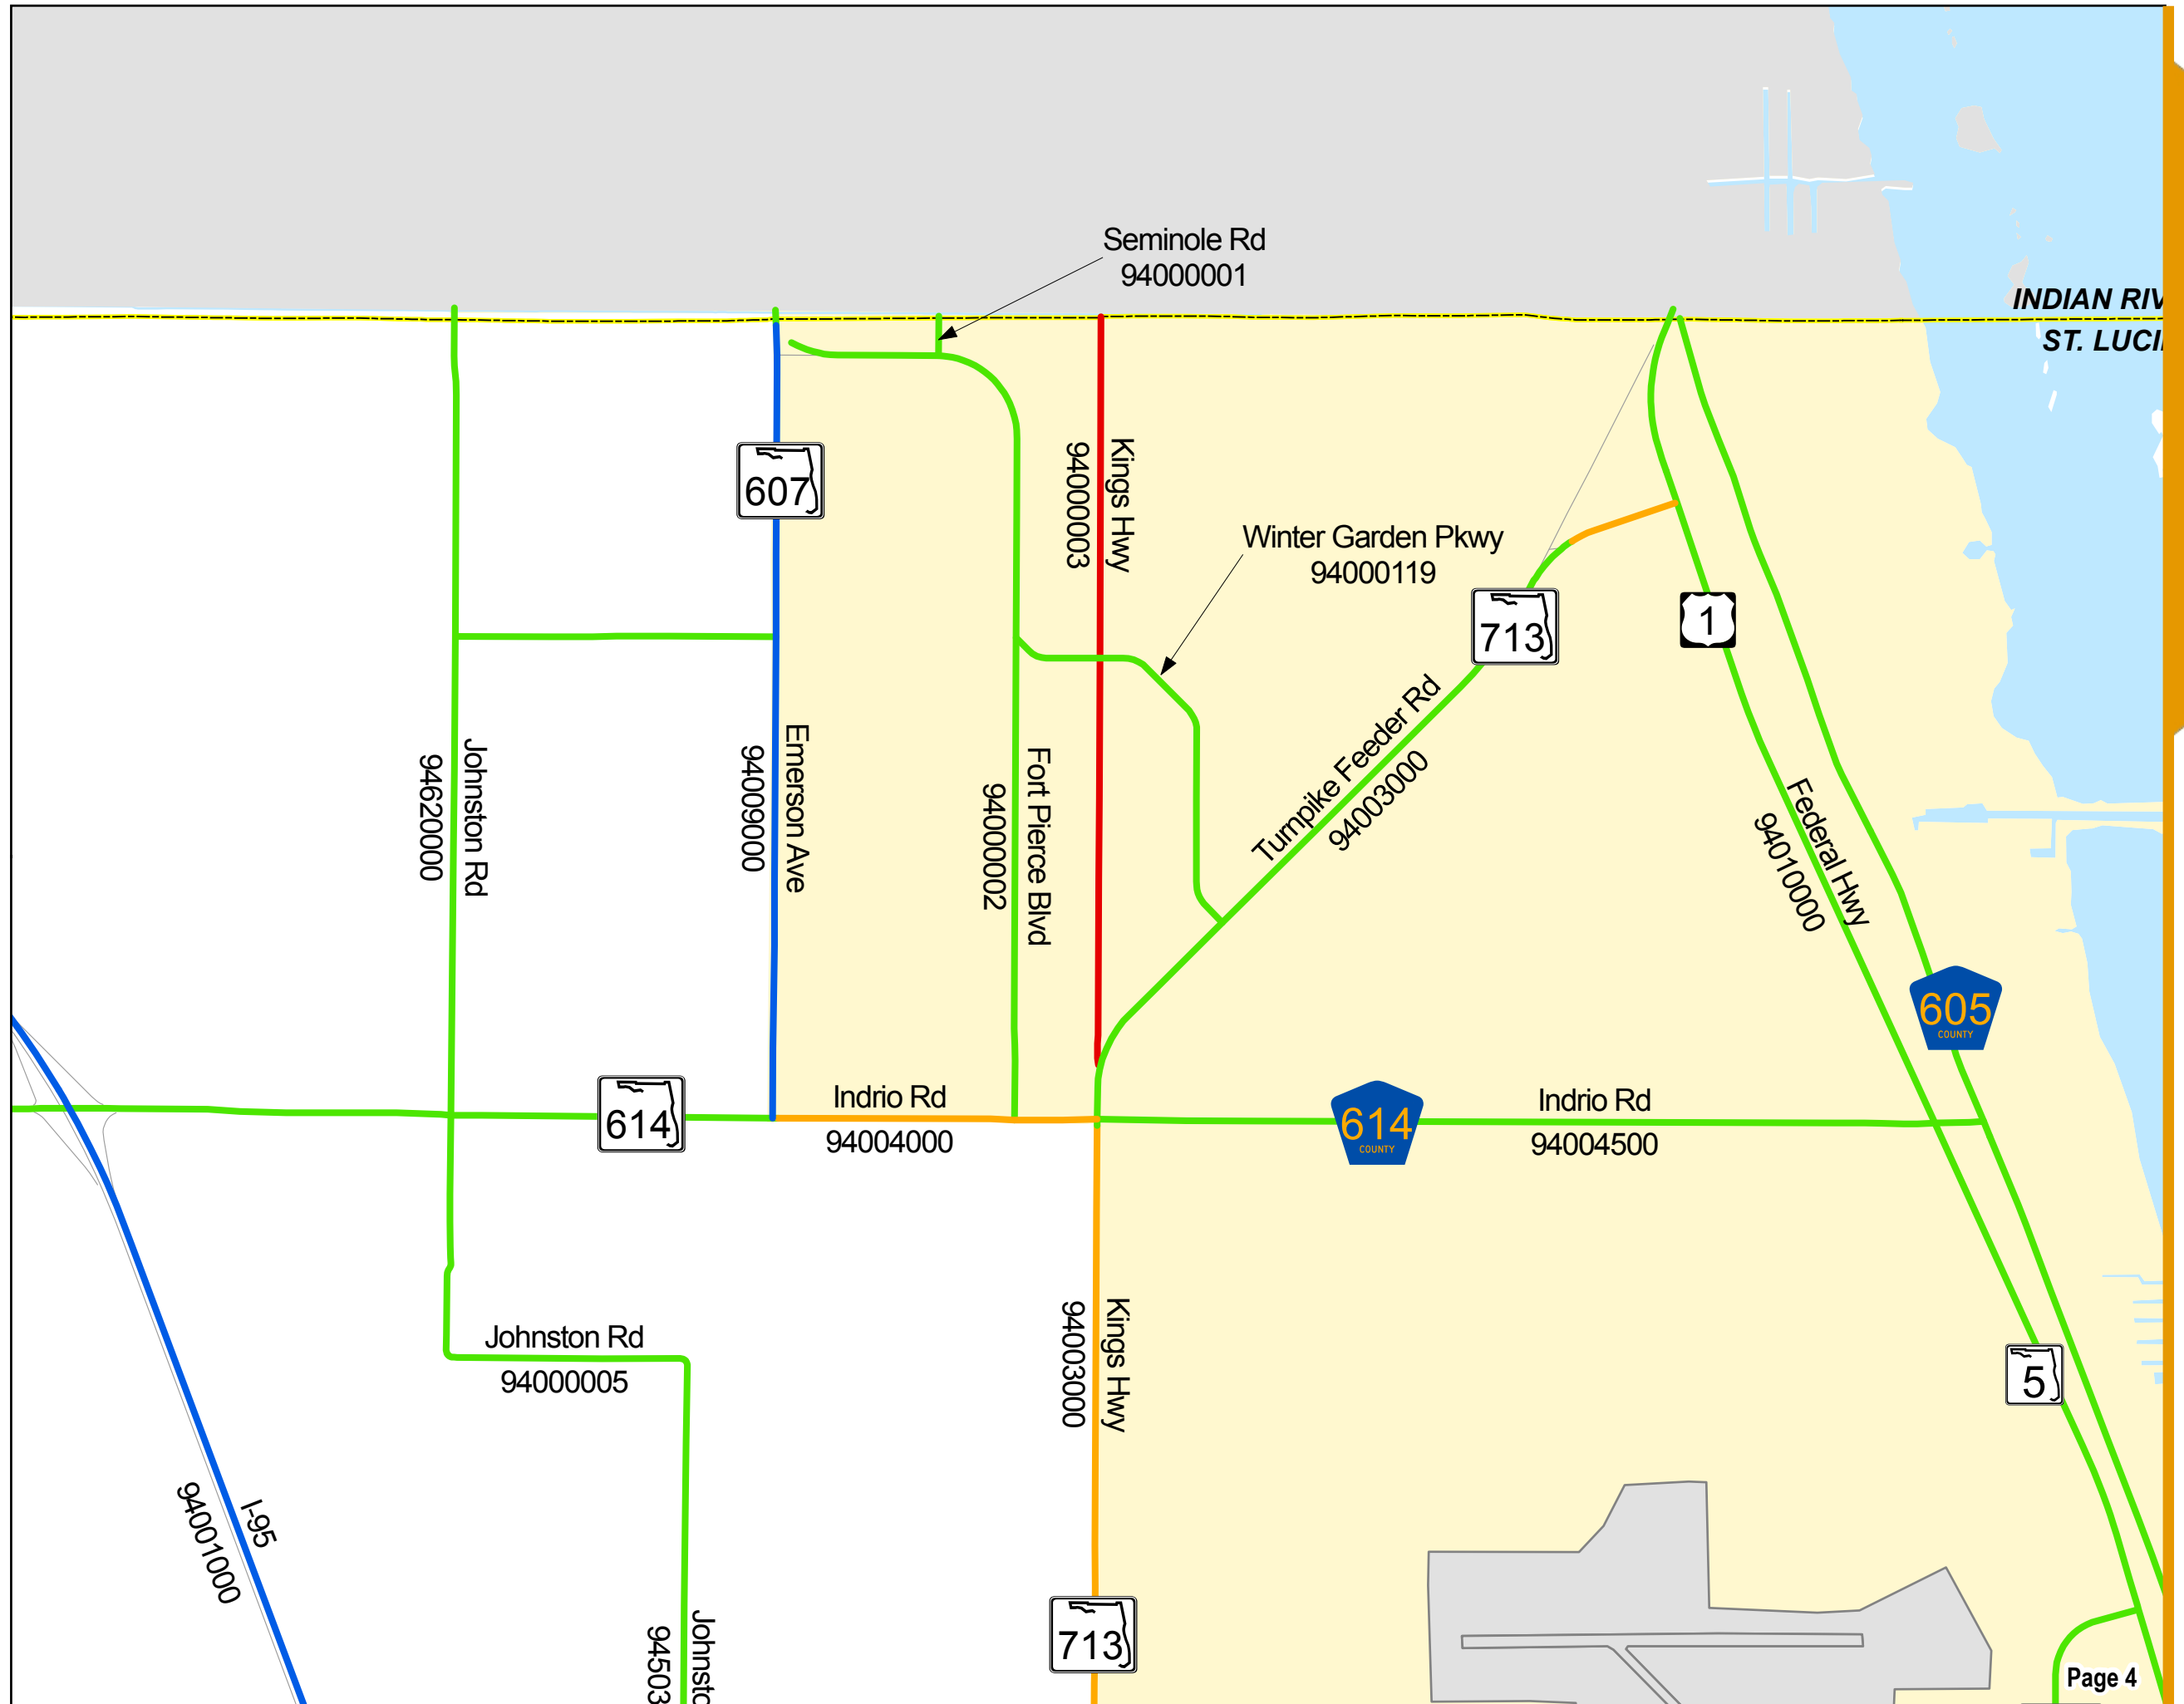 Seminole Rd
94000001
INDIAN RIV
ST. LUCI
607
Kings Hwy
94000003
Winter Garden Pkwy
94000119
713
1
Johnston Rd
94620000
Emerson Ave
94009000
Fort Pierce Blvd
94000002
Turnpike Feeder Rd
94003000
Federal Hwy
94010000
605
COUNTY
614
Indrio Rd
94004000
614
COUNTY
Indrio Rd
94004500
Johnston Rd
94000005
Kings Hwy
94003000
5
I-95
94001000
Johnsto
94503
713
Page 4